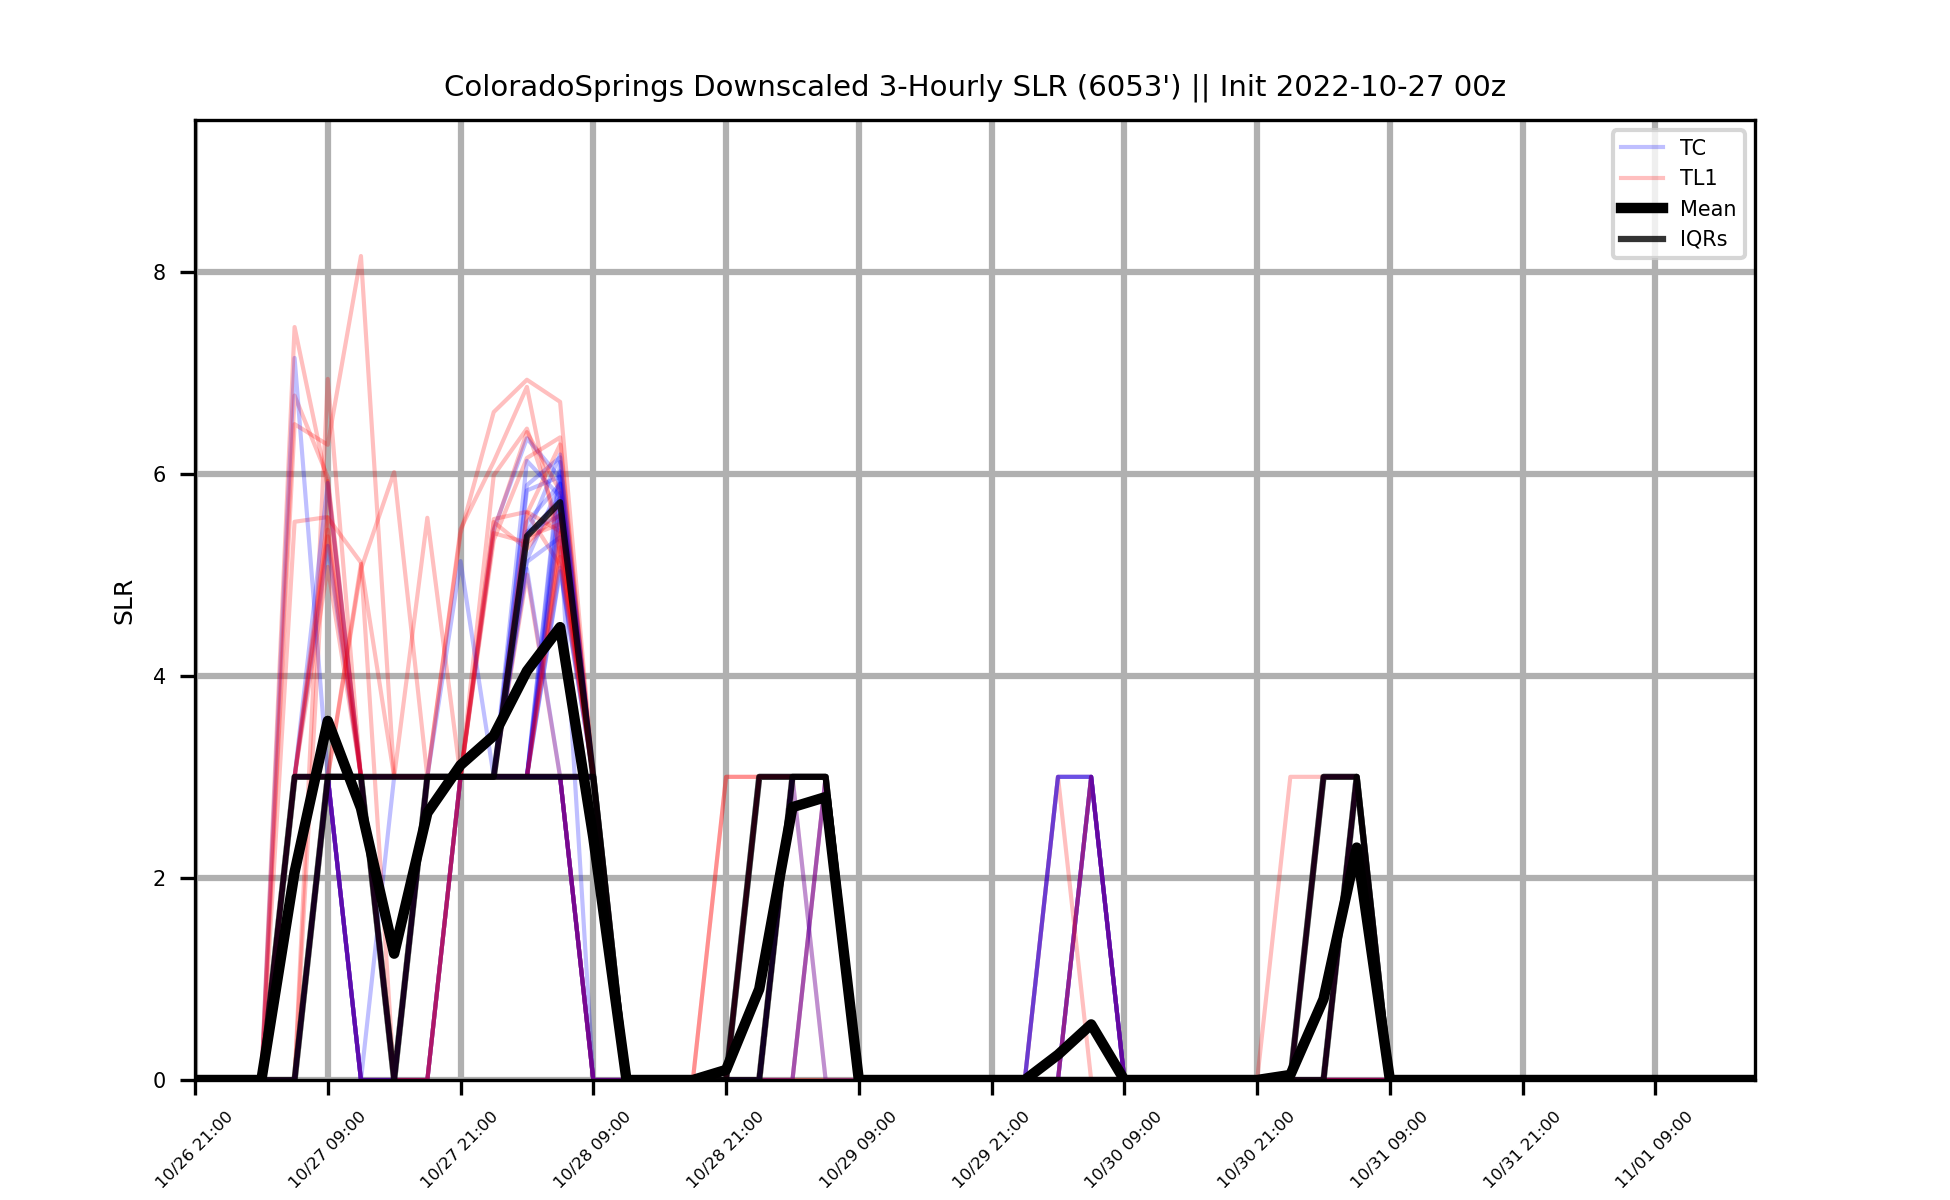 ColoradoSprings Downscaled 3-Hourly SLR (6053') || Init 2022-10-27 00z
TC
TL1
Mean
IQRs
SLR
8
6
4
2
0
10/26 21:00
10/27 09:00
10/27 21:00
10/28 09:00
10/28 21:00
10/29 09:00
10/29 21:00
10/30 09:00
10/30 21:00
10/31 09:00
10/31 21:00
11/01 09:00